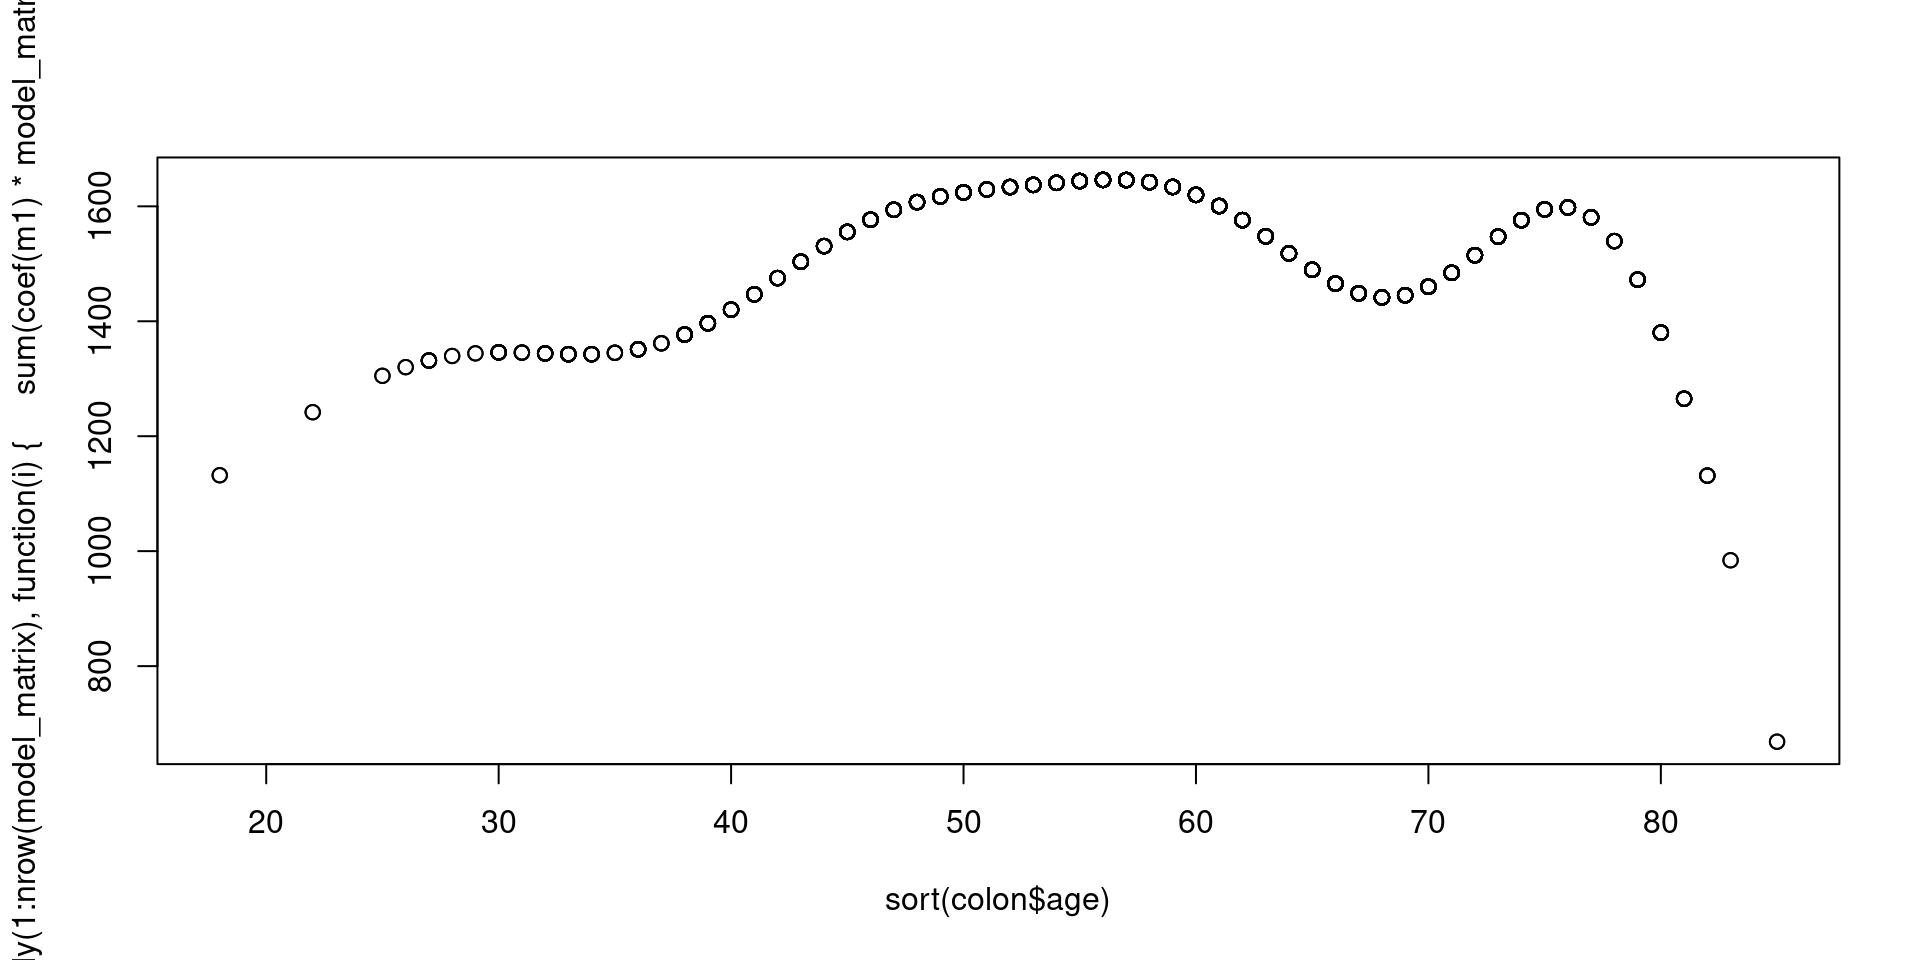 ly(1:nrow(model_matrix), function(i) { sum(coef(m1) * model_matr
1600
1400
1200
1000
800
20 30 40 50 60 70 80
sort(colon$age)